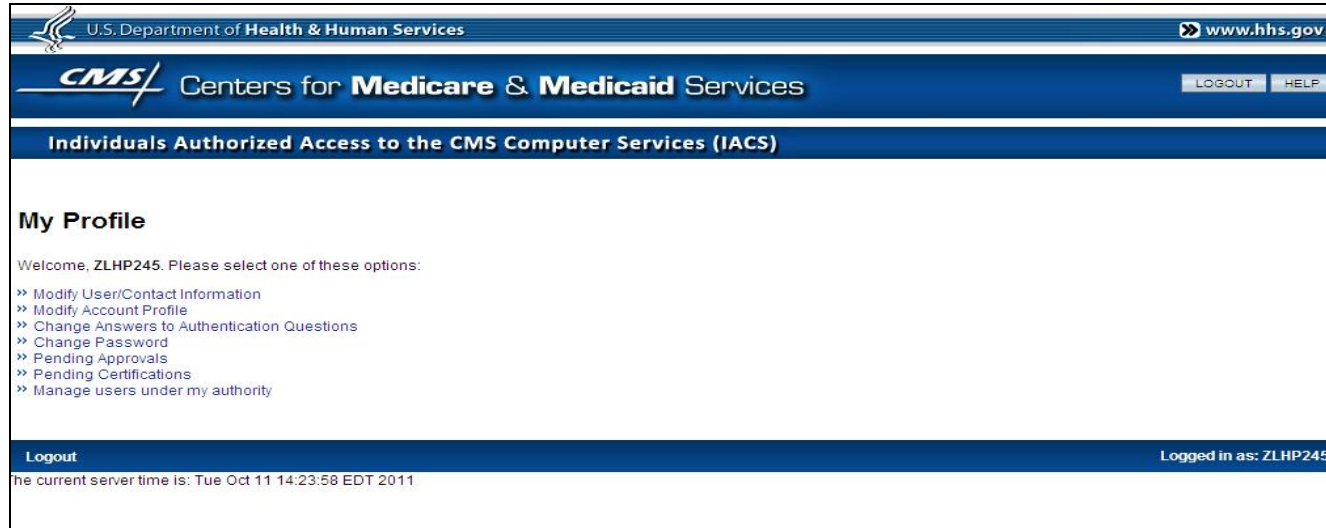 U.S. Department of Health & Human Services
www.hhs.gov
CMS Centers for Medicare & Medicaid Services
LOGOUT HELP
Individuals Authorized Access to the CMS Computer Services (IACS)
My Profile
Welcome, ZLHP245. Please select one of these options:
» Modify User/Contact Information
» Modify Account Profile
» Change Answers to Authentication Questions
» Change Password
» Pending Approvals
» Pending Certifications
» Manage users under my authority
Logout
Logged in as: ZLHP245
he current server time is: Tue Oct 11 14:23:58 EDT 2011